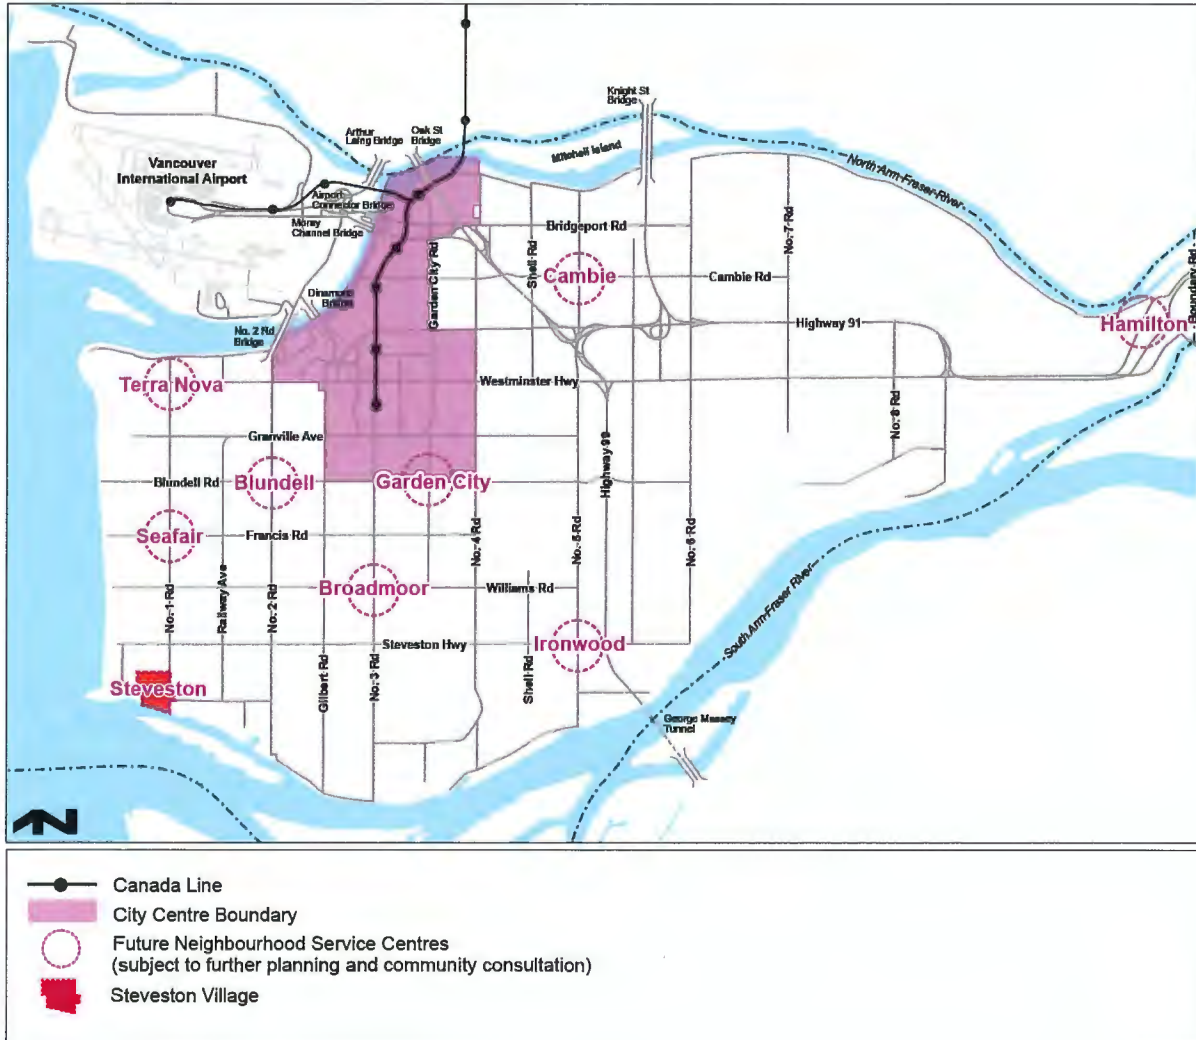 Knight St
Bridge
Arthur
Laing Bridge
Oak St
Bridge
Mitchell Island
North Arm Fraser River
Vancouver
International Airport
Airport
Connector Bridge
Moray
Channel Bridge
Bridgeport Rd
No. 7 Rd
Boundary Rd
Garden City Rd
Shell Rd
Cambie
Cambie Rd
Dinsmore
Bridge
No. 2 Rd
Bridge
Highway 91
Hamilton
Terra Nova
Westminster Hwy
No. 8 Rd
Granville Ave
Highway 99
Blundell Rd
Blundell
Garden City
Seafair
Francis Rd
No. 4 Rd
No. 5 Rd
No. 6 Rd
No. 1 Rd
Railway Ave
No. 2 Rd
Broadmoor
Williams Rd
South Arm Fraser River
Steveston Hwy
Ironwood
Gilbert Rd
No. 3 Rd
Shell Rd
Steveston
George Massey
Tunnel
N
Canada Line
City Centre Boundary
Future Neighbourhood Service Centres
(subject to further planning and community consultation)
Steveston Village